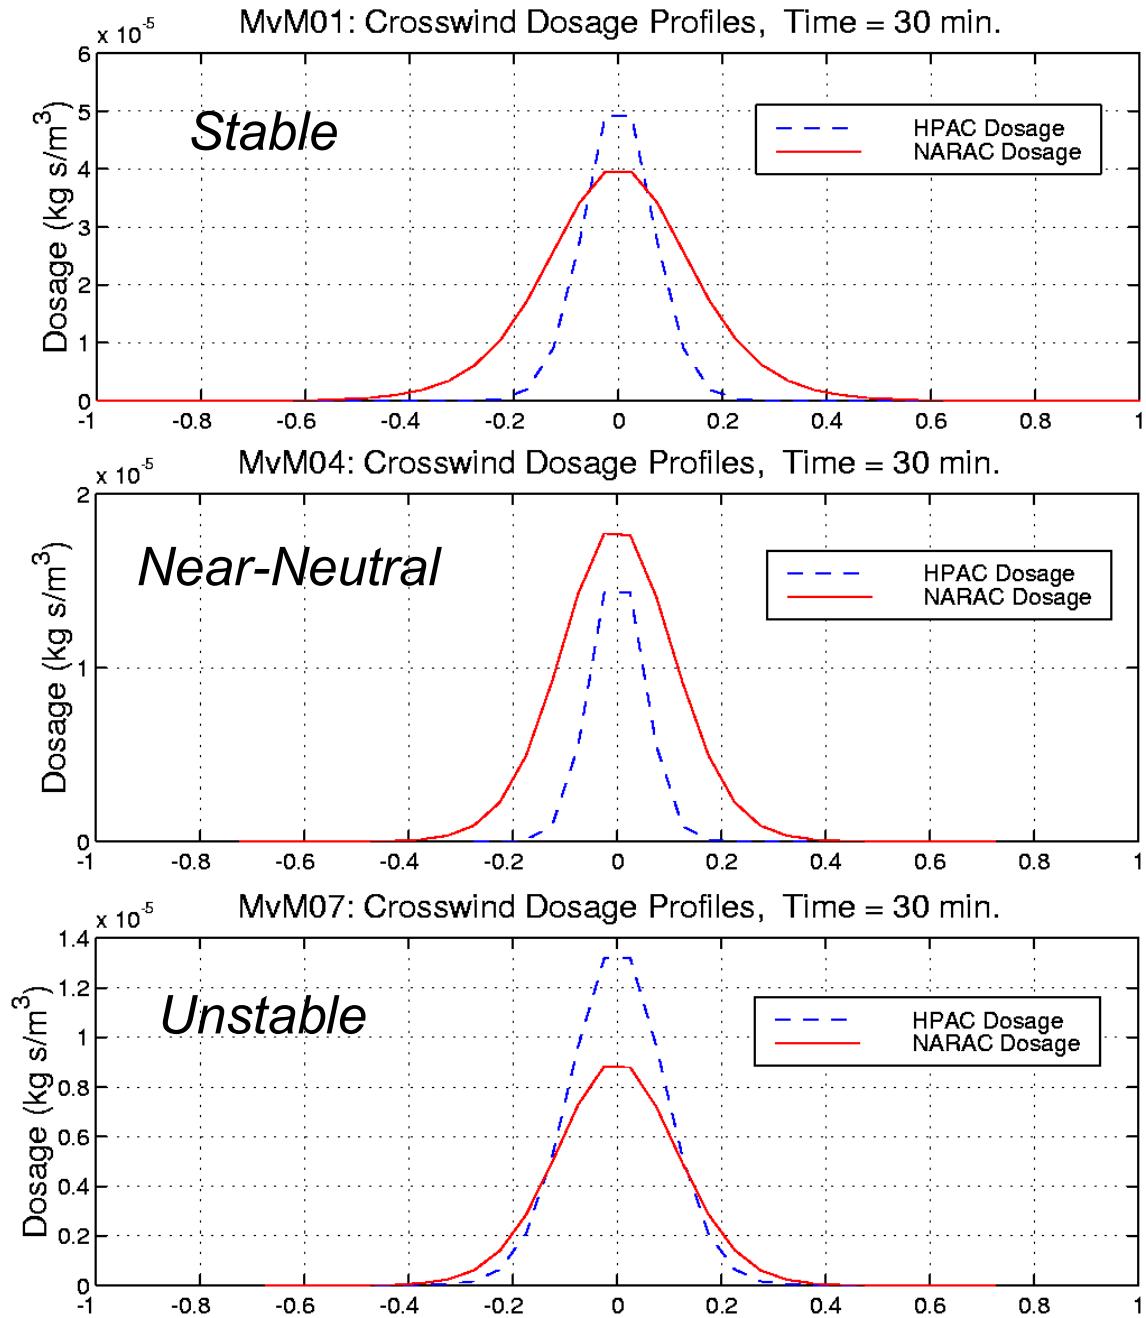 MvM01: Crosswind Dosage Profiles, Time = 30 min.
x 10-5
6
5
4
3
2
1
0
Dosage (kg s/m3)
Stable
HPAC Dosage
NARAC Dosage
-1 -0.8 -0.6 -0.4 -0.2 0 0.2 0.4 0.6 0.8 1
MvM04: Crosswind Dosage Profiles, Time = 30 min.
x 10-5
2
1
0
Dosage (kg s/m3)
Near-Neutral
HPAC Dosage
NARAC Dosage
-1 -0.8 -0.6 -0.4 -0.2 0 0.2 0.4 0.6 0.8 1
MvM07: Crosswind Dosage Profiles, Time = 30 min.
x 10-5
1.4
1.2
1
0.8
0.6
0.4
0.2
0
Dosage (kg s/m3)
Unstable
HPAC Dosage
NARAC Dosage
-1 -0.8 -0.6 -0.4 -0.2 0 0.2 0.4 0.6 0.8 1